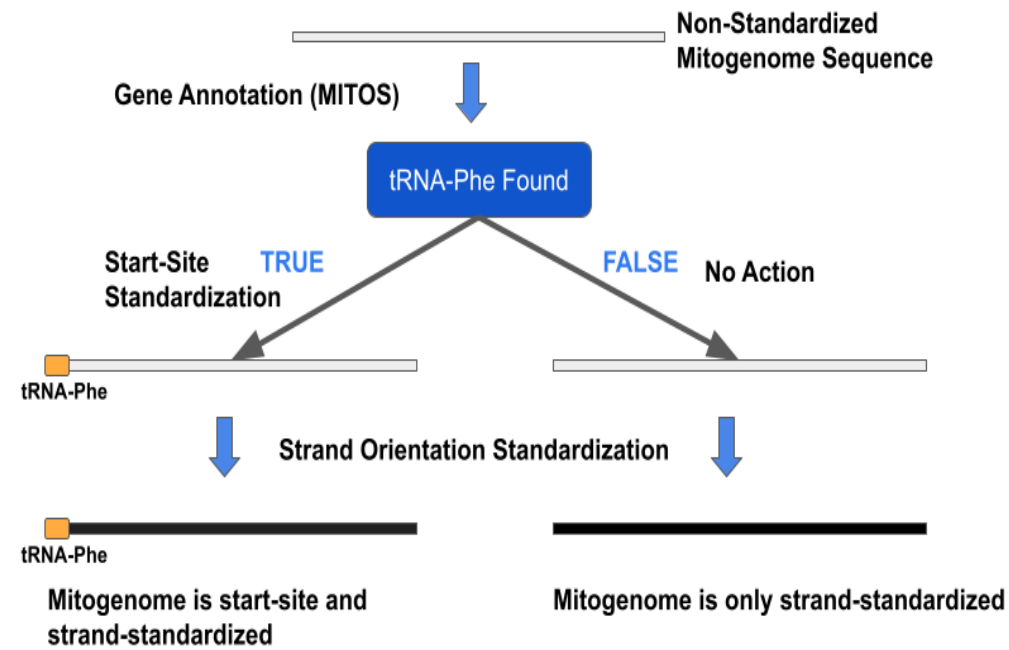 Non-Standardized
Mitogenome Sequence
Gene Annotation (MITOS)
tRNA-Phe Found
Start-Site
Standardization
TRUE
FALSE
No Action
tRNA-Phe
Strand Orientation Standardization
tRNA-Phe
Mitogenome is start-site and
strand-standardized
Mitogenome is only strand-standardized